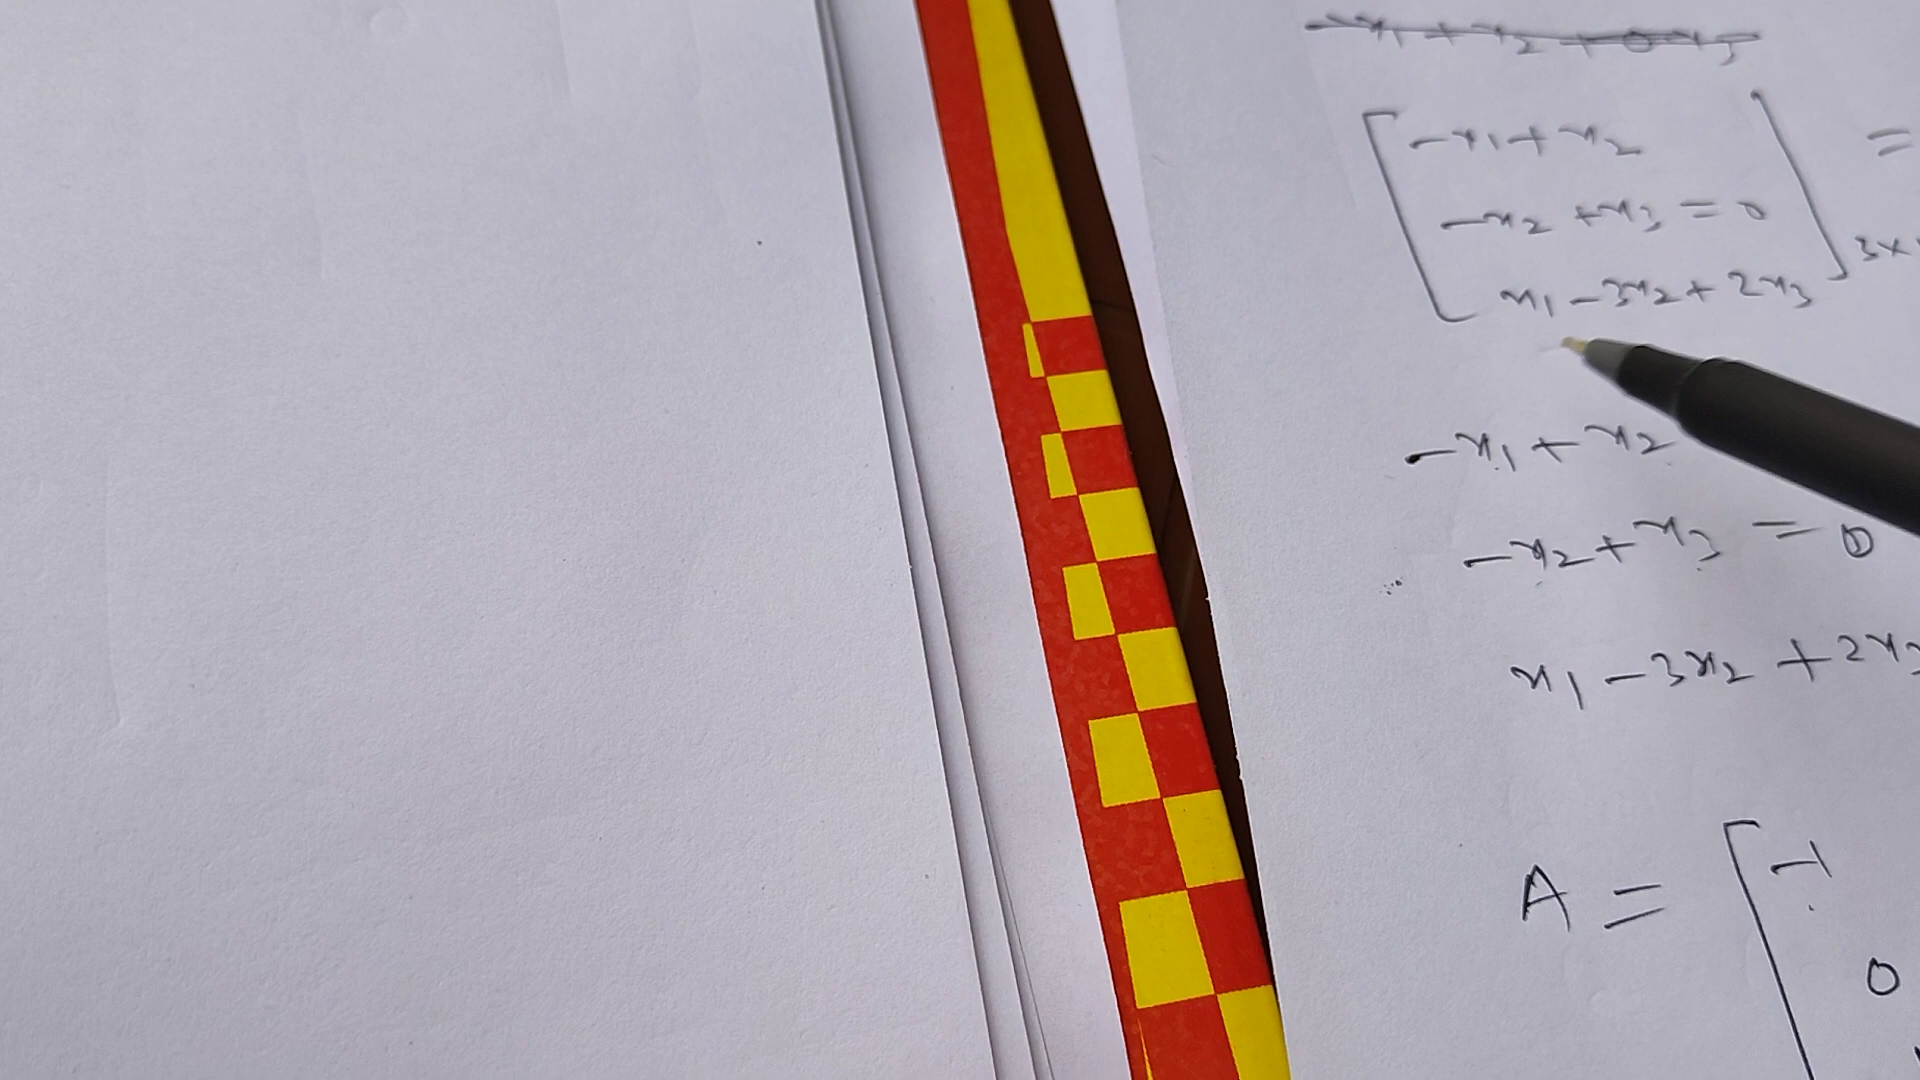 -x₁ + x₂ + 0x₃
-x₁ + x₂
=
-x₂ + x₃ = 0
3×
x₁ - 3x₂ + 2x₃
-x₁ + x₂
-x₂ + x₃ = 0
x₁ - 3x₂ + 2x₃
A = [ -1
0